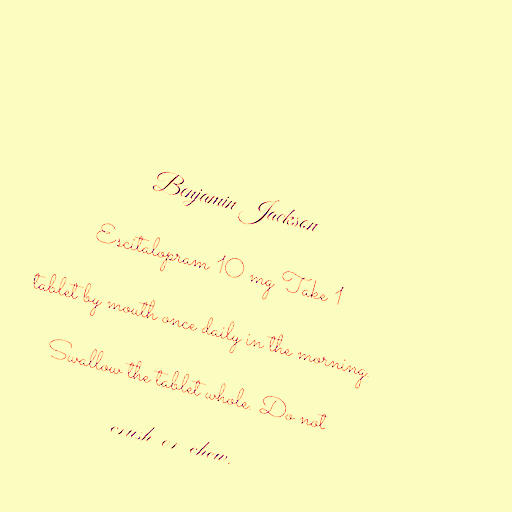 Benjamin Jackson
Escitalopram 10 mg Take 1
tablet by mouth once daily in the morning.
Swallow the tablet whole. Do not
crush or chew.